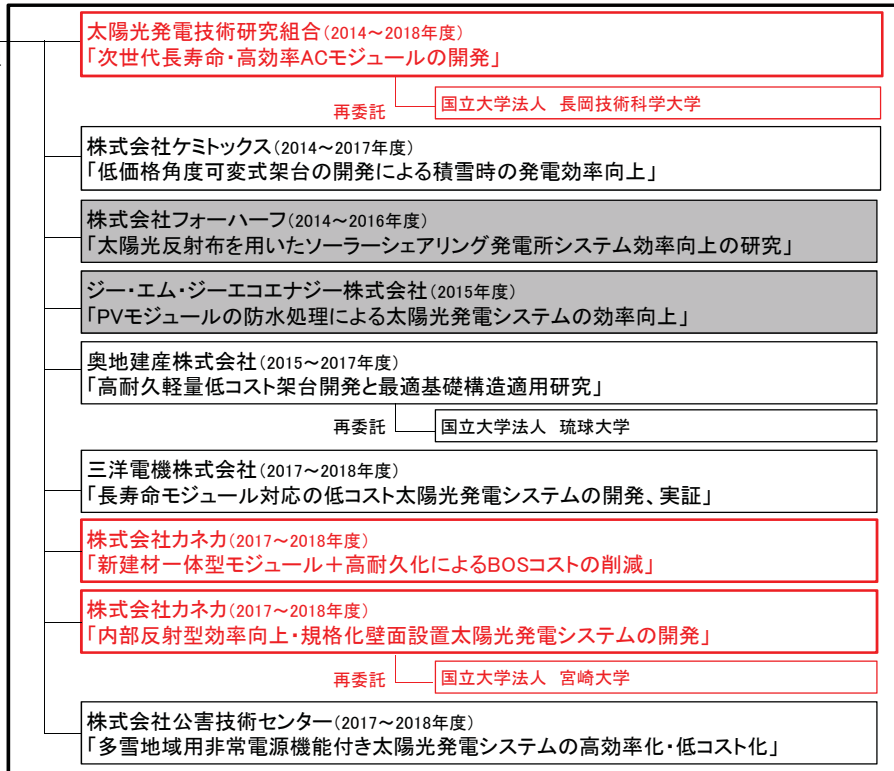 太陽光発電技術研究組合(2014～2018年度)
「次世代長寿命・高効率ACモジュールの開発」
再委託
国立大学法人 長岡技術科学大学
株式会社ケミトックス(2014～2017年度)
「低価格角度可変式架台の開発による積雪時の発電効率向上」
株式会社フォーハーフ(2014～2016年度)
「太陽光反射布を用いたソーラーシェアリング発電所システム効率向上の研究」
ジー・エム・ジーエコエナジー株式会社(2015年度)
「PVモジュールの防水処理による太陽光発電システムの効率向上」
奥地建産株式会社(2015～2017年度)
「高耐久軽量低コスト架台開発と最適基礎構造適用研究」
再委託
国立大学法人 琉球大学
三洋電機株式会社(2017～2018年度)
「長寿命モジュール対応の低コスト太陽光発電システムの開発、実証」
株式会社カネカ(2017～2018年度)
「新建材一体型モジュール＋高耐久化によるBOSコストの削減」
株式会社カネカ(2017～2018年度)
「内部反射型効率向上・規格化壁面設置太陽光発電システムの開発」
再委託
国立大学法人 宮崎大学
株式会社公害技術センター(2017～2018年度)
「多雪地域用非常電源機能付き太陽光発電システムの高効率化・低コスト化」